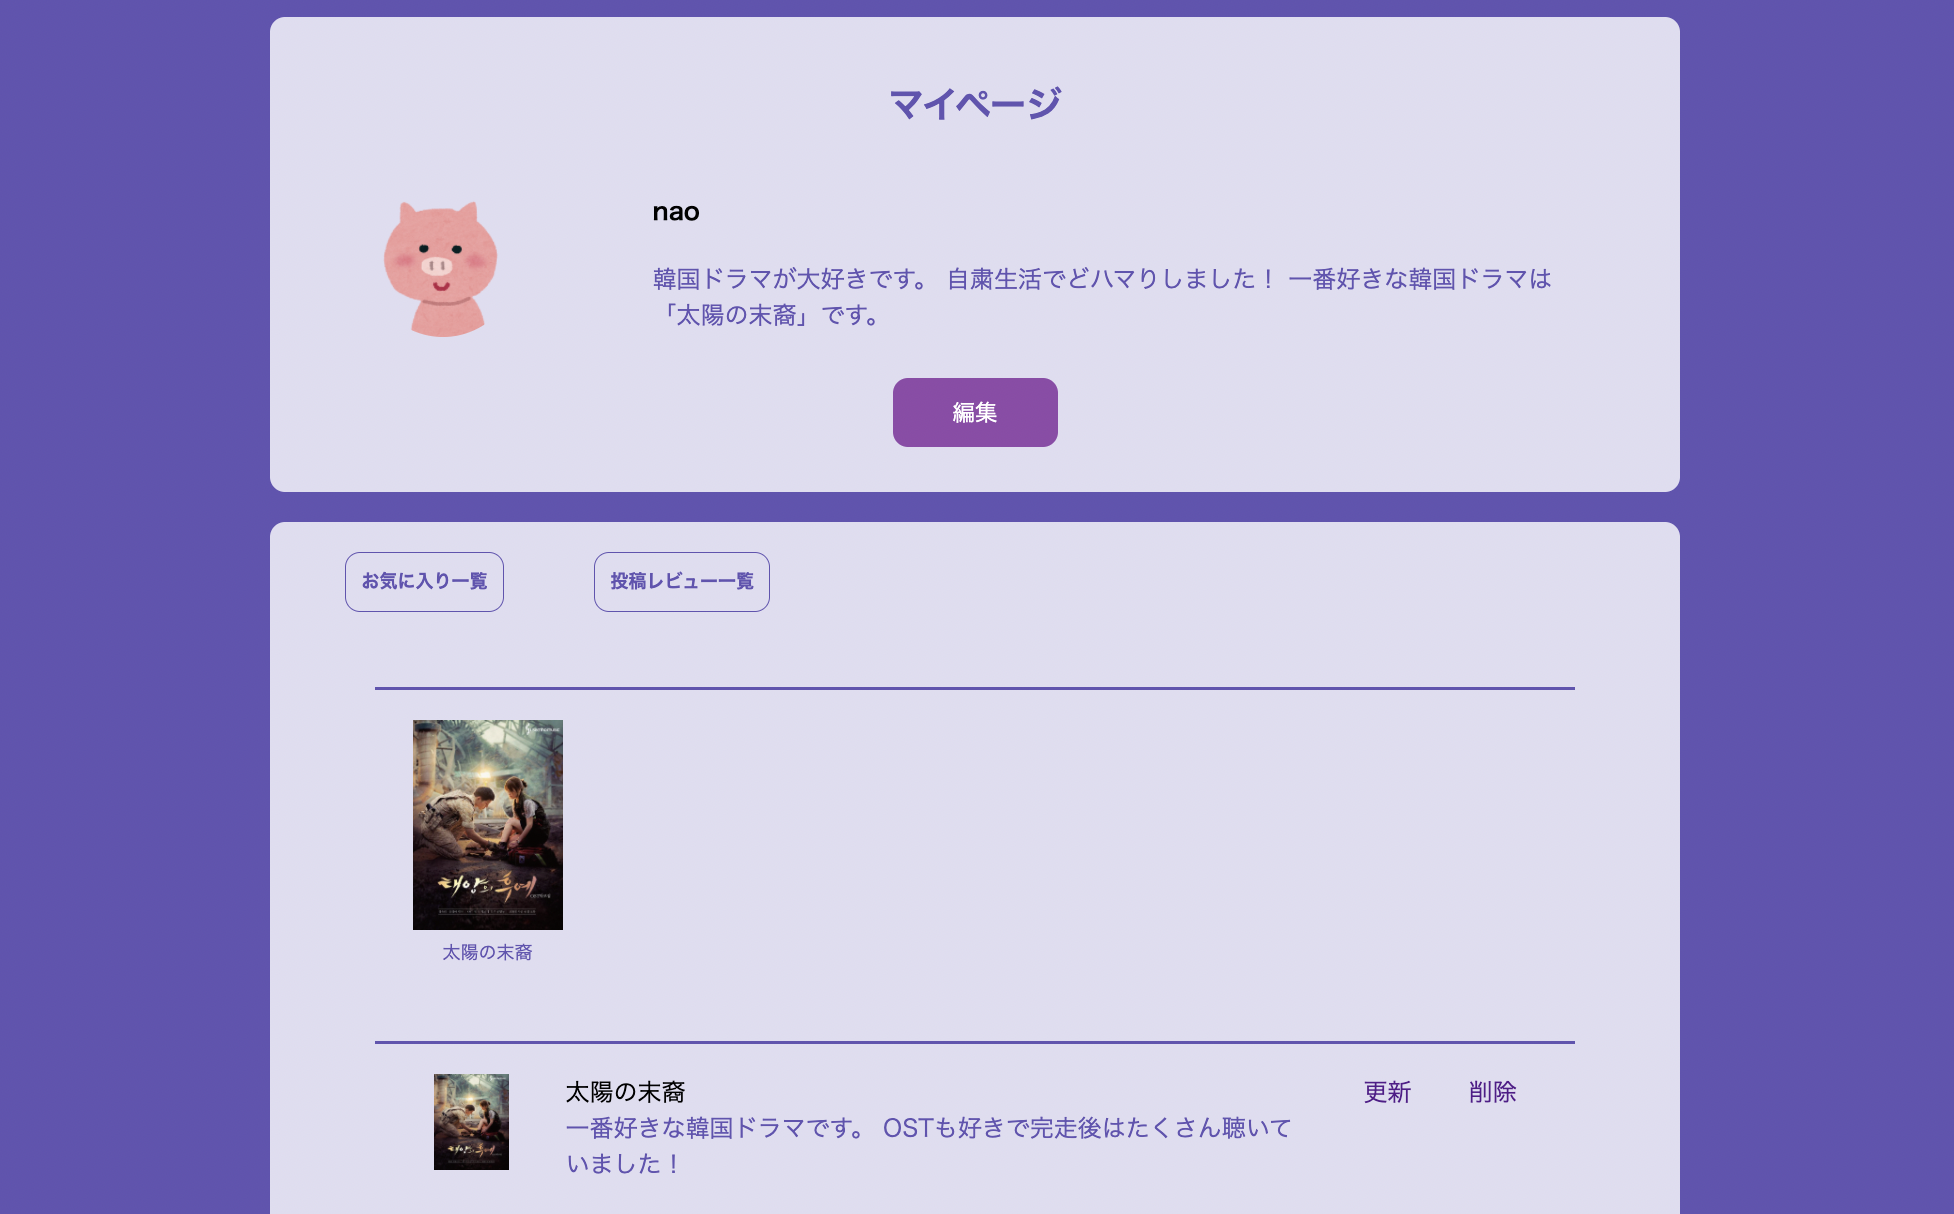 マイページ
nao
韓国ドラマが大好きです。 自粛生活でどハマりしました！ 一番好きな韓国ドラマは
「太陽の末裔」です。
編集
お気に入り一覧
投稿レビュー一覧
태양의 후예
太陽の末裔
태양의 후예
太陽の末裔
更新
削除
一番好きな韓国ドラマです。 OSTも好きで完走後はたくさん聴いて
いました！